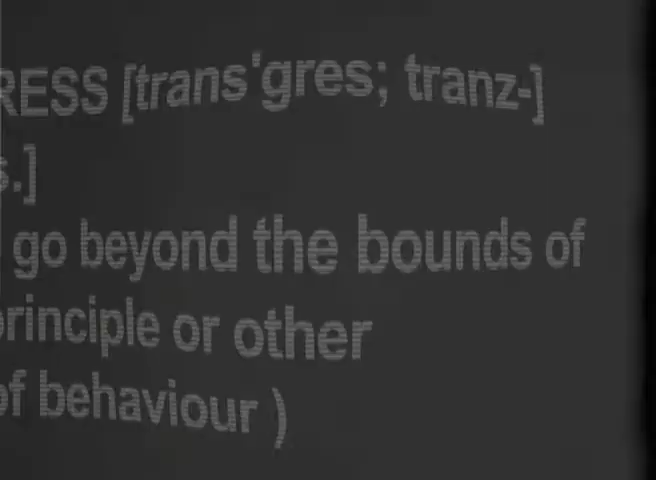 RESS [trans'gres; tranz-]
s.]
go beyond the bounds of
principle or other
of behaviour )